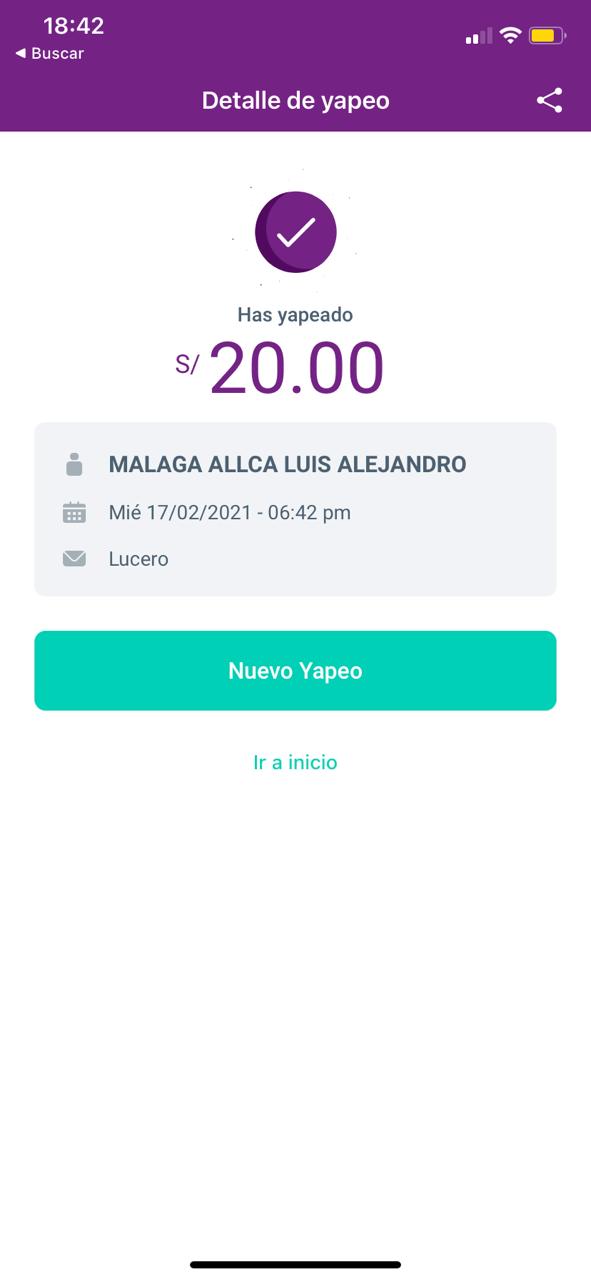 18:42
◀ Buscar
Detalle de yapeo
Has yapeado
S/ 20.00
MALAGA ALLCA LUIS ALEJANDRO
Mié 17/02/2021 - 06:42 pm
Lucero
Nuevo Yapeo
Ir a inicio